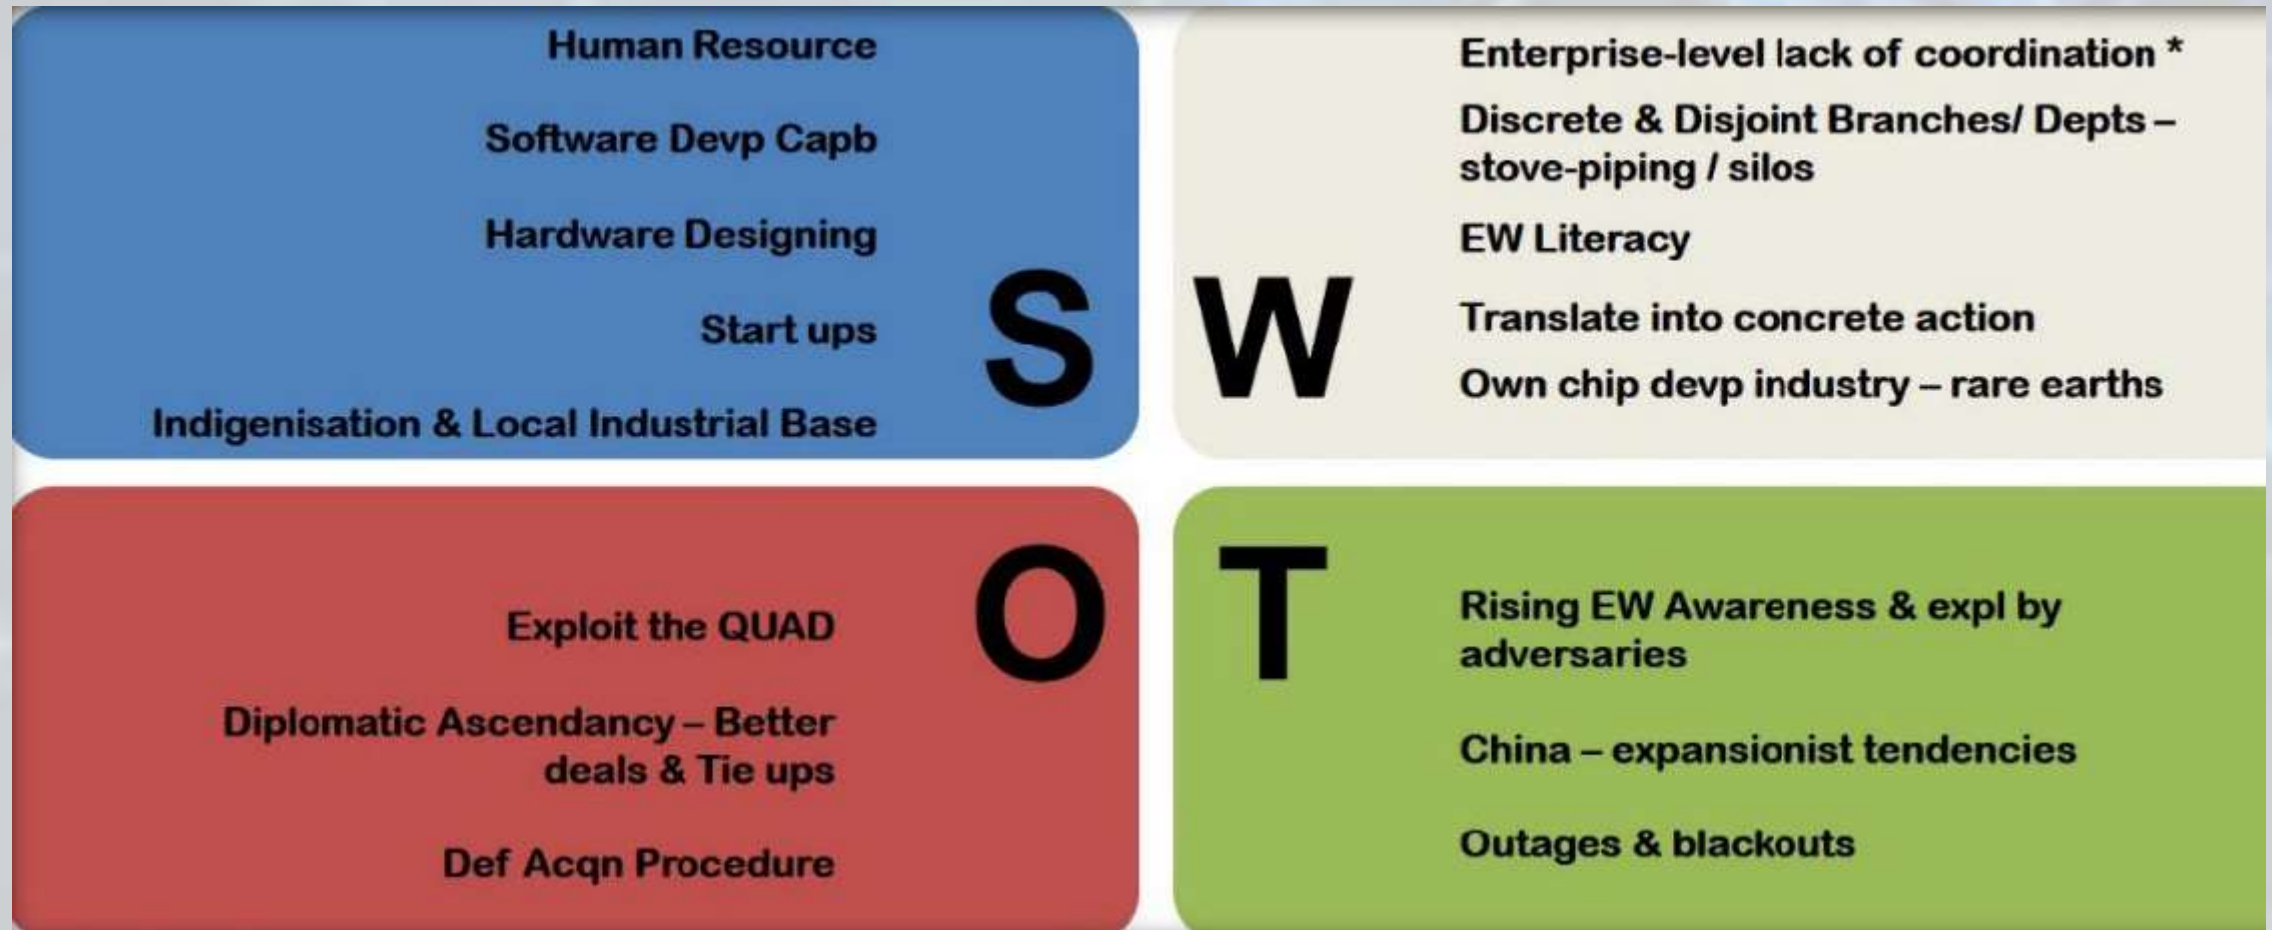 Human Resource
Software Devp Capb
Hardware Designing
Start ups
Indigenisation & Local Industrial Base
S
W
Enterprise-level lack of coordination *
Discrete & Disjoint Branches/ Depts –
stove-piping / silos
EW Literacy
Translate into concrete action
Own chip devp industry – rare earths
O
Exploit the QUAD
Diplomatic Ascendancy – Better
deals & Tie ups
Def Acqn Procedure
T
Rising EW Awareness & expl by
adversaries
China – expansionist tendencies
Outages & blackouts